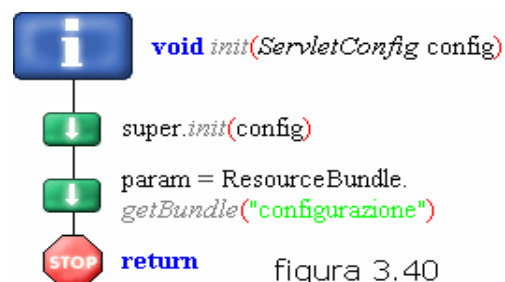 void init(ServletConfig config)
super.init(config)
param = ResourceBundle.
getBundle("configurazione")
STOP return
figura 3.40